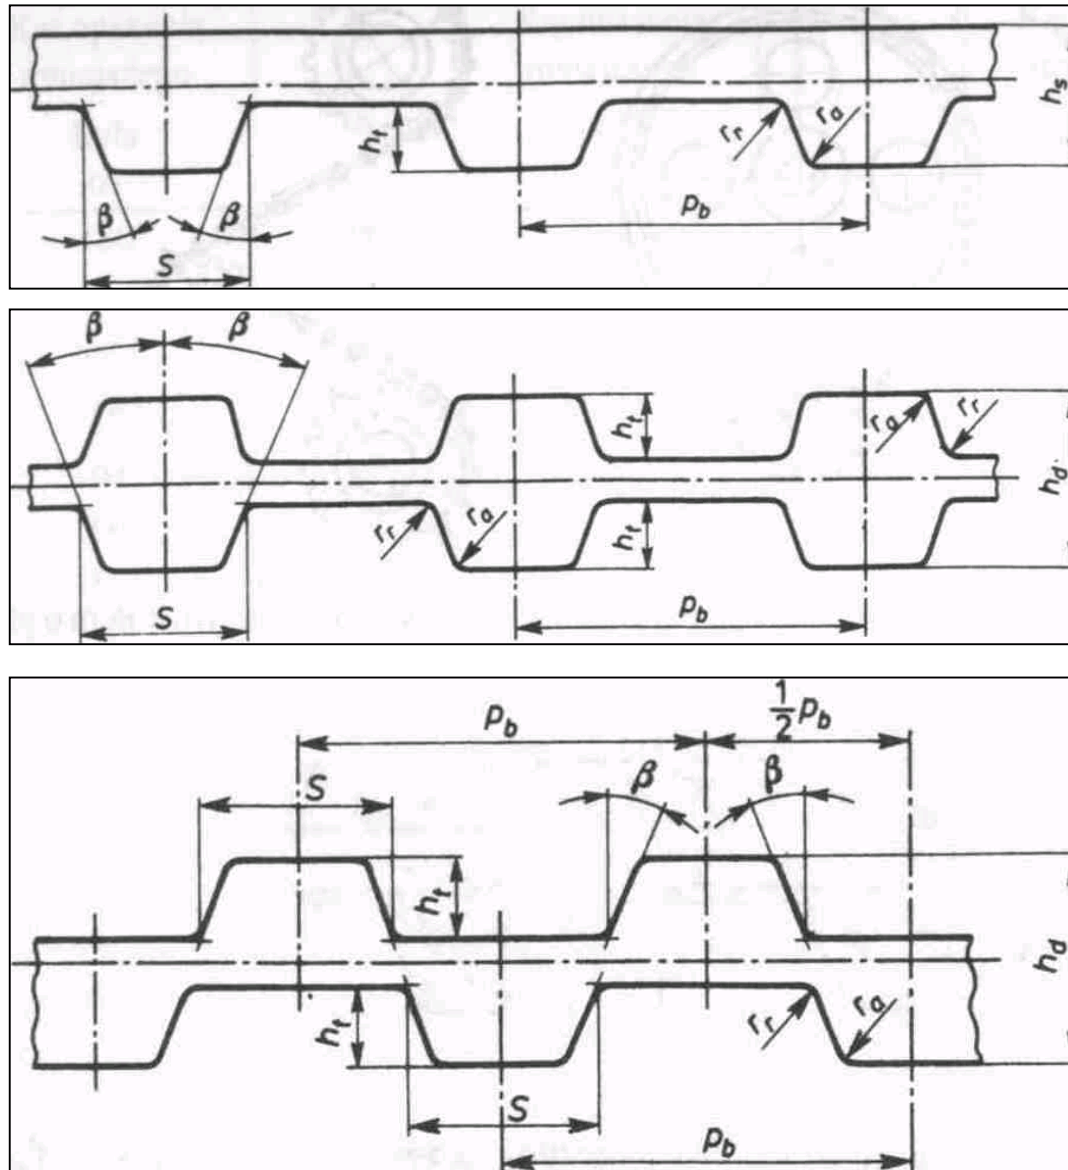 h_t
r_r
r_a
h_s
p_b
β
β
S
β
β
h_t
r_a
r_r
h_d
r_r
r_a
h_t
S
p_b
p_b
1/2 p_b
S
β
β
h_t
h_d
h_t
r_r
r_a
S
p_b